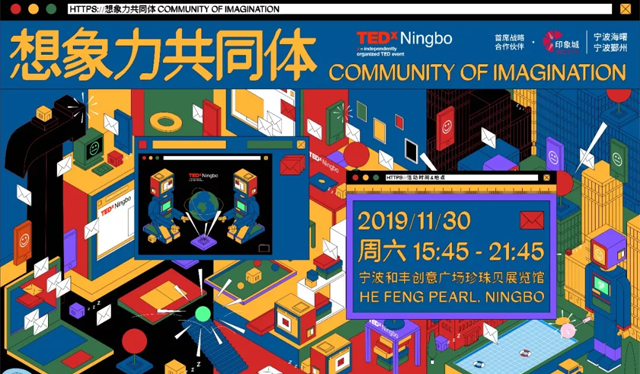 HTTPS://想象力共同体 COMMUNITY OF IMAGINATION
想象力共同体
TEDx Ningbo
x=independently organized TED event
首席战略
合作伙伴
印象城
宁波海曙
宁波鄞州
COMMUNITY OF IMAGINATION
TEDxNingbo
TEDxNingbo
HTTPS://活动时间&地点
2019/11/30
周六 15:45 - 21:45
宁波和丰创意广场珍珠贝展览馆
HE FENG PEARL. NINGBO
TEDxNingbo
z z z
z z z